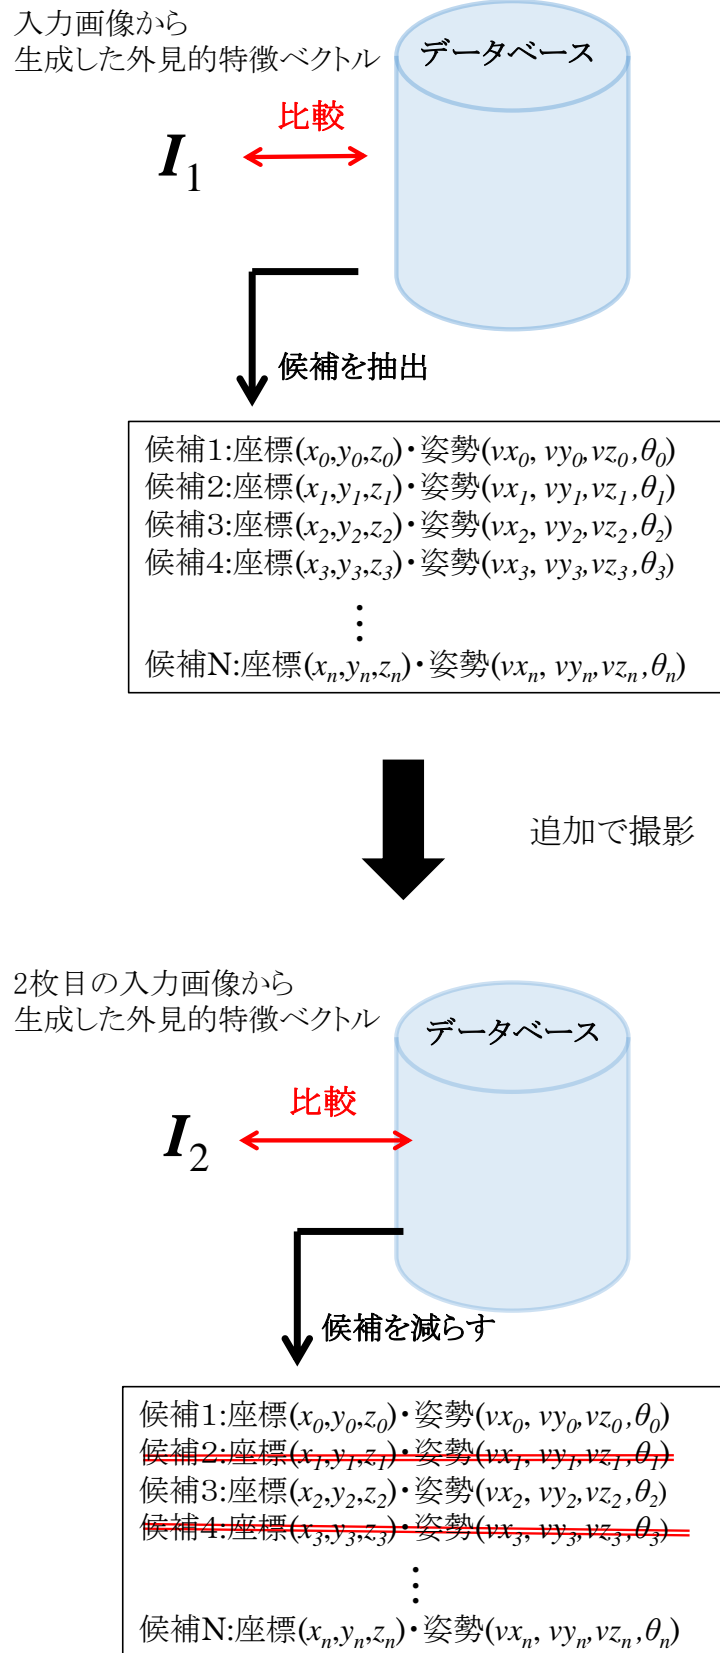 入力画像から
生成した外見的特徴ベクトル
データベース
比較
I₁
候補を抽出
候補1:座標(x₀,y₀,z₀)・姿勢(vx₀, vy₀,vz₀,θ₀)
候補2:座標(x₁,y₁,z₁)・姿勢(vx₁, vy₁,vz₁,θ₁)
候補3:座標(x₂,y₂,z₂)・姿勢(vx₂, vy₂,vz₂,θ₂)
候補4:座標(x₃,y₃,z₃)・姿勢(vx₃, vy₃,vz₃,θ₃)
⋮
候補N:座標(xₙ,yₙ,zₙ)・姿勢(vxₙ, vyₙ,vzₙ,θₙ)
追加で撮影
2枚目の入力画像から
生成した外見的特徴ベクトル
データベース
比較
I₂
候補を減らす
候補1:座標(x₀,y₀,z₀)・姿勢(vx₀, vy₀,vz₀,θ₀)
候補2:座標(x₁,y₁,z₁)・姿勢(vx₁, vy₁,vz₁,θ₁)
候補3:座標(x₂,y₂,z₂)・姿勢(vx₂, vy₂,vz₂,θ₂)
候補4:座標(x₃,y₃,z₃)・姿勢(vx₃, vy₃,vz₃,θ₃)
⋮
候補N:座標(xₙ,yₙ,zₙ)・姿勢(vxₙ, vyₙ,vzₙ,θₙ)